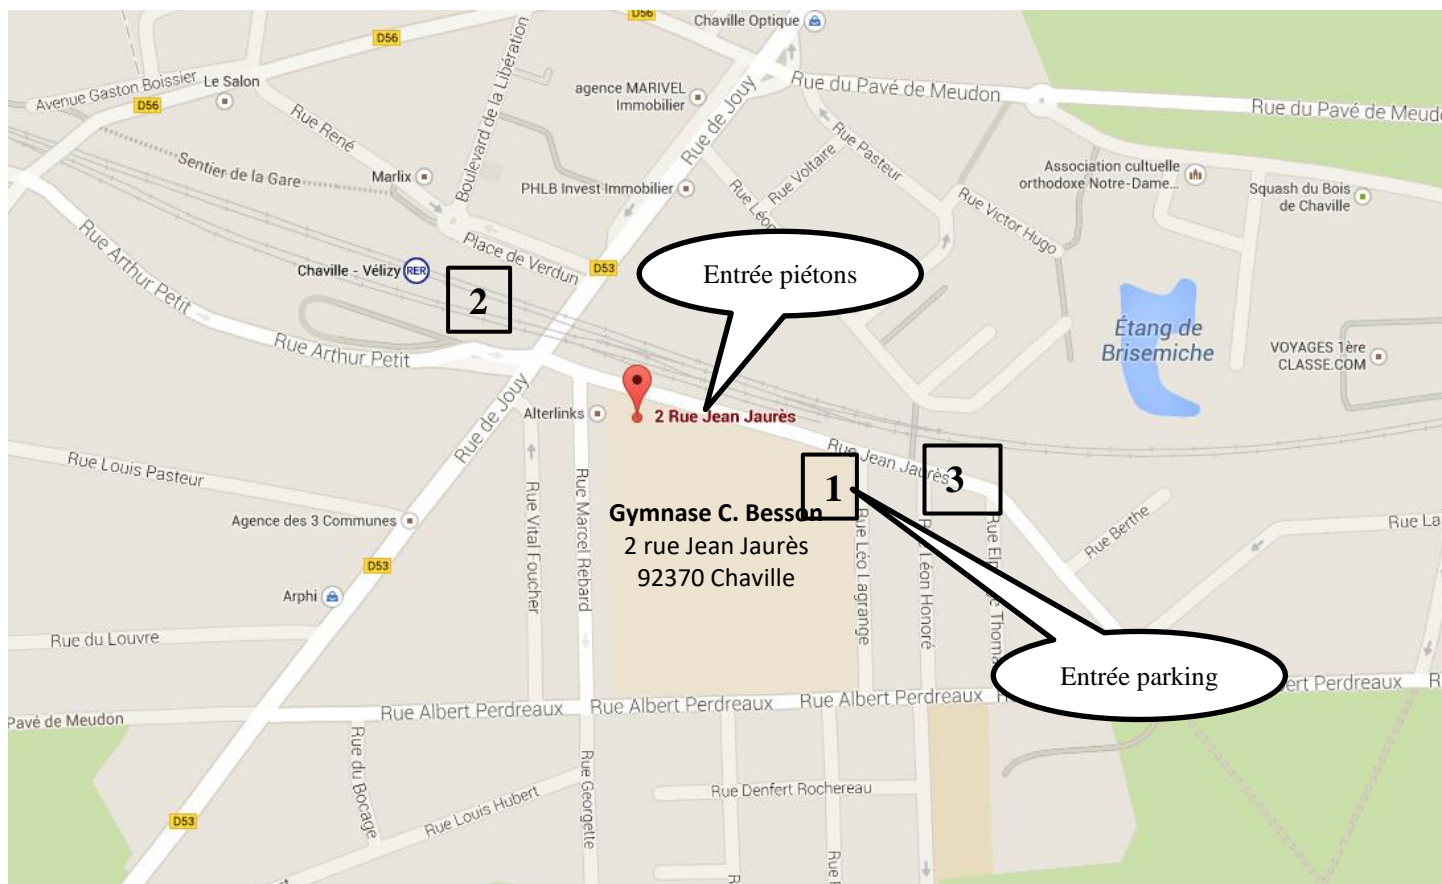 D56
Chaville Optique
D56
Avenue Gaston Boissier
Le Salon
D56
Rue René
Boulevard de la Libération
agence MARIVEL
Immobilier
Rue de Jouy
Rue du Pavé de Meudon
Rue du Pavé de Meudo
Sentier de la Gare
Marlix
PHLB Invest Immobilier
Rue Voltaire
Rue Pasteur
Rue Léo
Association cultuelle
orthodoxe Notre-Dame...
Squash du Bois
de Chaville
Rue Victor Hugo
Rue Arthur Petit
Place de Verdun
D53
Chaville - Vélizy
RER
2
Entrée piétons
Étang de
Brisemiche
VOYAGES 1ère
CLASSE.COM
Rue Arthur Petit
Rue de Jouy
Alterlinks
2 Rue Jean Jaurès
Rue Jean Jaurès
Rue Louis Pasteur
1
3
Agence des 3 Communes
Rue Vital Foucher
Rue Marcel Rebard
Gymnase C. Besson
2 rue Jean Jaurès
92370 Chaville
Rue Léo Lagrange
Léon Honoré
Rue Berthe
Rue La
D53
Arphi
Rue du Louvre
Entrée parking
Pavé de Meudon
Rue Albert Perdreaux
Rue Albert Perdreaux
Rue Albert Perdreaux
bert Perdreaux
R
Rue du Bocage
Rue Louis Hubert
Rue Georgette
Rue Denfert Rochereau
D53